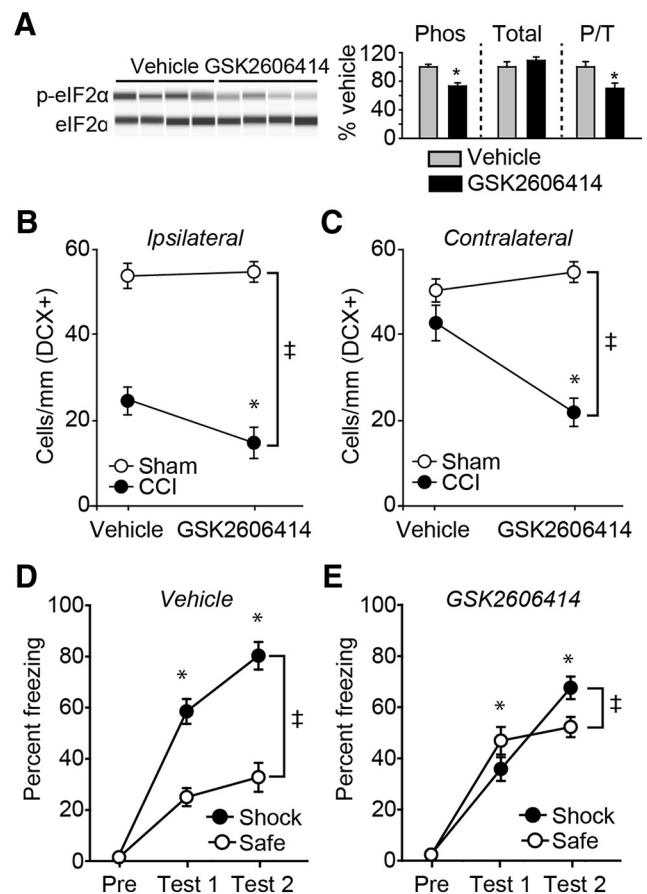 A
Vehicle GSK2606414
p-eIF2α
eIF2α
Phos Total P/T
% vehicle
120
80
40
0
* *
Vehicle
GSK2606414
B
Ipsilateral
Cells/mm (DCX+)
60
40
20
0
‡
*
Sham
CCI
Vehicle GSK2606414
C
Contralateral
Cells/mm (DCX+)
60
40
20
0
‡
*
Sham
CCI
Vehicle GSK2606414
D
Vehicle
Percent freezing
100
80
60
40
20
0
* *
‡
Shock
Safe
Pre Test 1 Test 2
E
GSK2606414
Percent freezing
100
80
60
40
20
0
* *
‡
Shock
Safe
Pre Test 1 Test 2